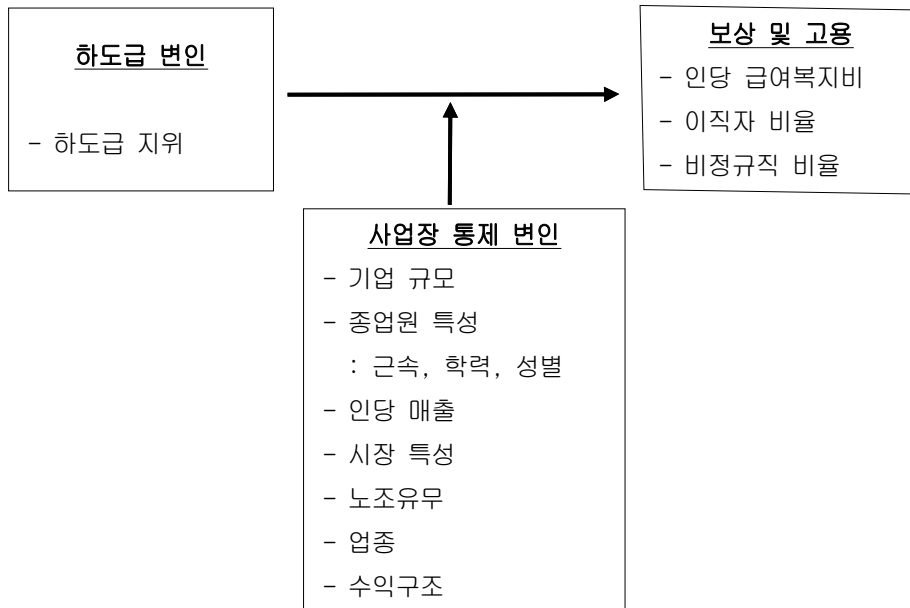 하도급 변인
- 하도급 지위
보상 및 고용
- 인당 급여복지비
- 이직자 비율
- 비정규직 비율
사업장 통제 변인
- 기업 규모
- 종업원 특성
: 근속, 학력, 성별
- 인당 매출
- 시장 특성
- 노조유무
- 업종
- 수익구조